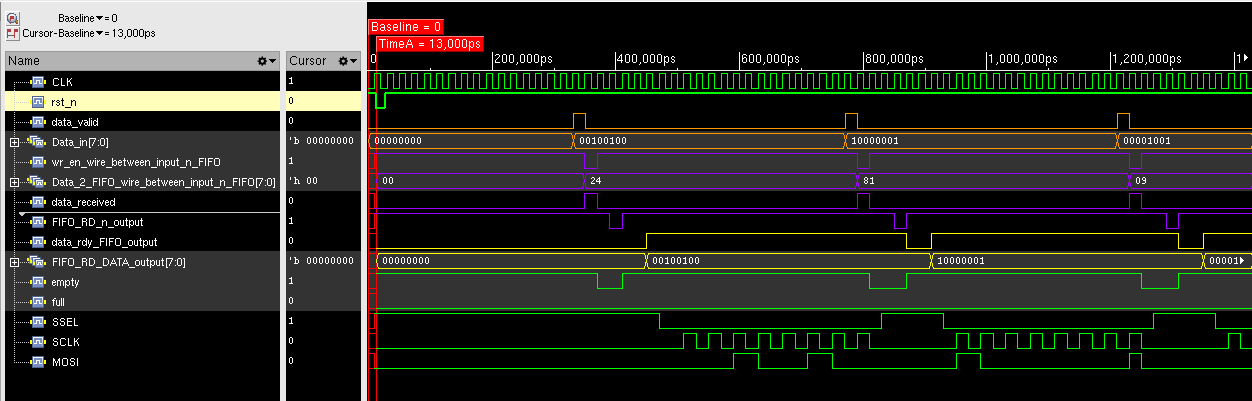 Baseline▼= 0
Cursor-Baseline▼= 13,000ps
Baseline = 0
TimeA = 13,000ps
0 200,000ps 400,000ps 600,000ps 800,000ps 1,000,000ps 1,200,000ps 1
Name Cursor
CLK 1
rst_n 0
data_valid 0
Data_in[7:0] 'b 00000000 00000000 00100100 10000001 00001001
wr_en_wire_between_input_n_FIFO 1
Data_2_FIFO_wire_between_input_n_FIFO[7:0] 'h 00 00 24 81 09
data_received 0
FIFO_RD_n_output 1
data_rdy_FIFO_output 0
FIFO_RD_DATA_output[7:0] 'b 00000000 00000000 00100100 10000001 00001
empty 1
full 0
SSEL 1
SCLK 0
MOSI 0